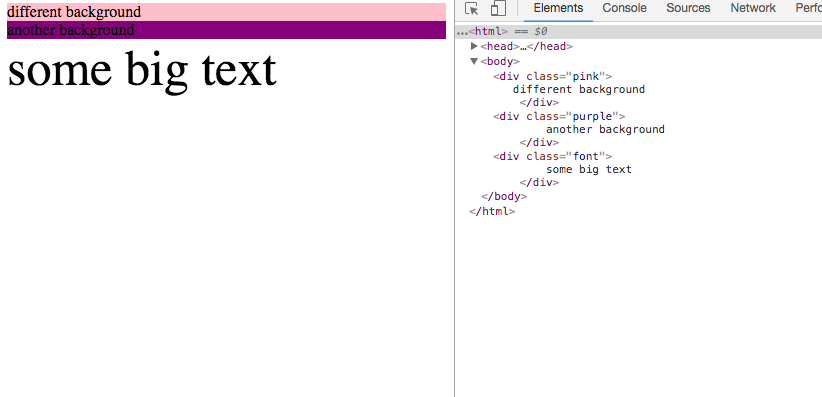 different background
another background
some big text
Elements Console Sources Network Perfo
…<html> == $0
▶<head>…</head>
▼<body>
<div class="pink">
different background
</div>
<div class="purple">
another background
</div>
<div class="font">
some big text
</div>
</body>
</html>